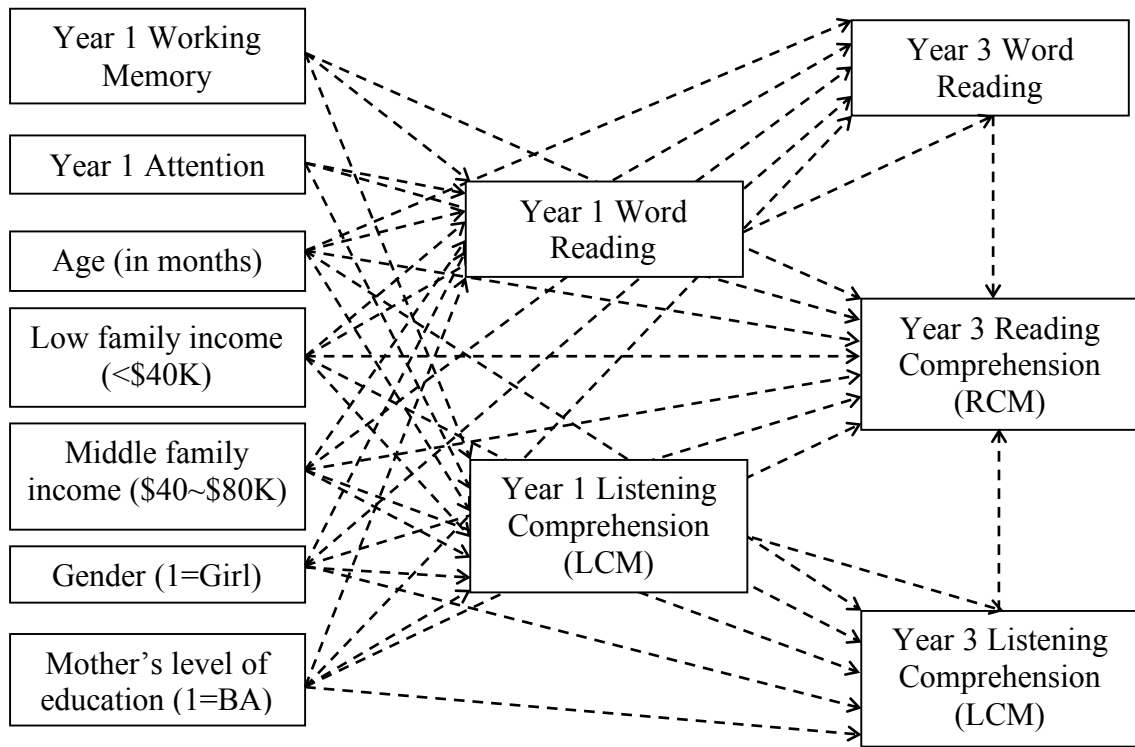 Year 1 Working
Memory
Year 1 Attention
Age (in months)
Low family income
(<$40K)
Middle family
income ($40~$80K)
Gender (1=Girl)
Mother’s level of
education (1=BA)
Year 1 Word
Reading
Year 1 Listening
Comprehension
(LCM)
Year 3 Word
Reading
Year 3 Reading
Comprehension
(RCM)
Year 3 Listening
Comprehension
(LCM)